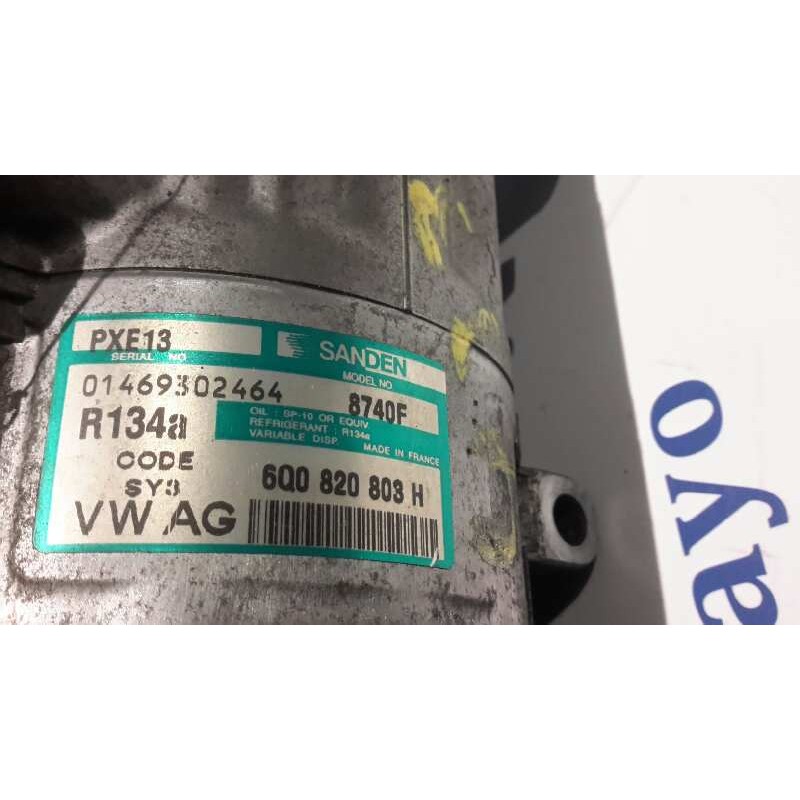 PXE13
SANDEN
SERIAL NO
MODEL NO
01469302464
8740F
R134a
OIL : SP-10 OR EQUIV
REFRIGERANT : R134a
VARIABLE DISP.
MADE IN FRANCE
CODE
SY3
6Q0 820 803 H
VW AG
ayo